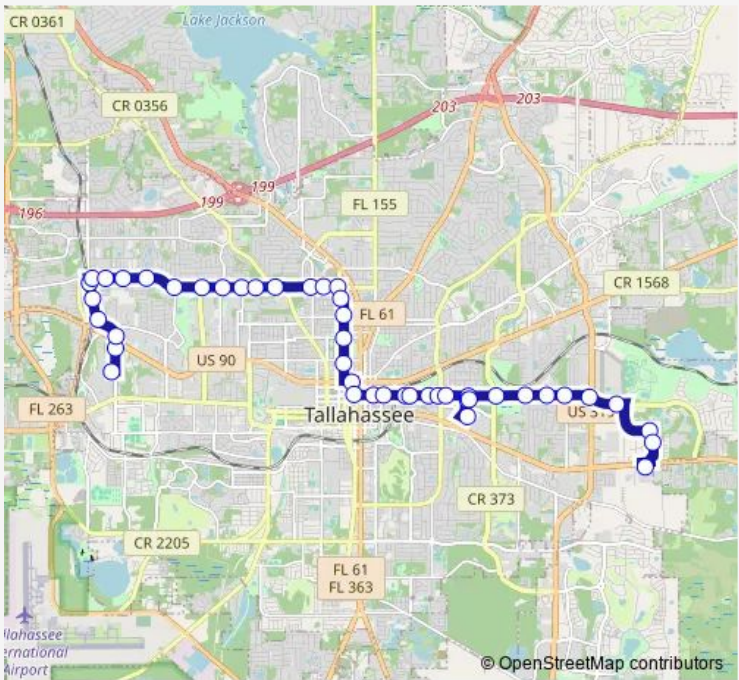 CR 0361
Lake Jackson
CR 0356
203
203
199
199
196
FL 155
CR 1568
FL 61
US 90
FL 263
Tallahassee
US 319
CR 373
CR 2205
FL 61
FL 363
llahassee
ernational
Airport
© OpenStreetMap contributors